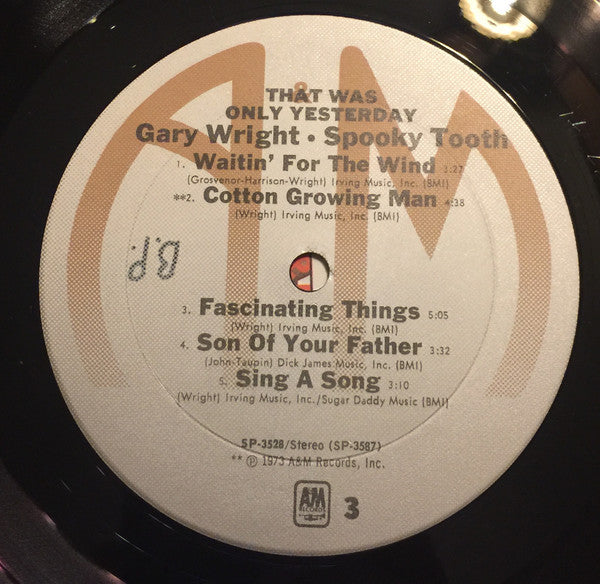 A&M
THAT WAS
ONLY YESTERDAY
Gary Wright • Spooky Tooth
1. Waitin' For The Wind 3:27
(Grosvenor-Harrison-Wright) Irving Music, Inc. (BMI)
**2. Cotton Growing Man 4:38
(Wright) Irving Music, Inc. (BMI)
B.P.
3. Fascinating Things 5:05
(Wright) Irving Music, Inc. (BMI)
4. Son Of Your Father 3:32
(John-Taupin) Dick James Music, Inc. (BMI)
5. Sing A Song 3:10
(Wright) Irving Music, Inc./Sugar Daddy Music (BMI)
SP-3528/Stereo (SP-3587)
** ℗ 1973 A&M Records, Inc.
A&M
RECORDS
3